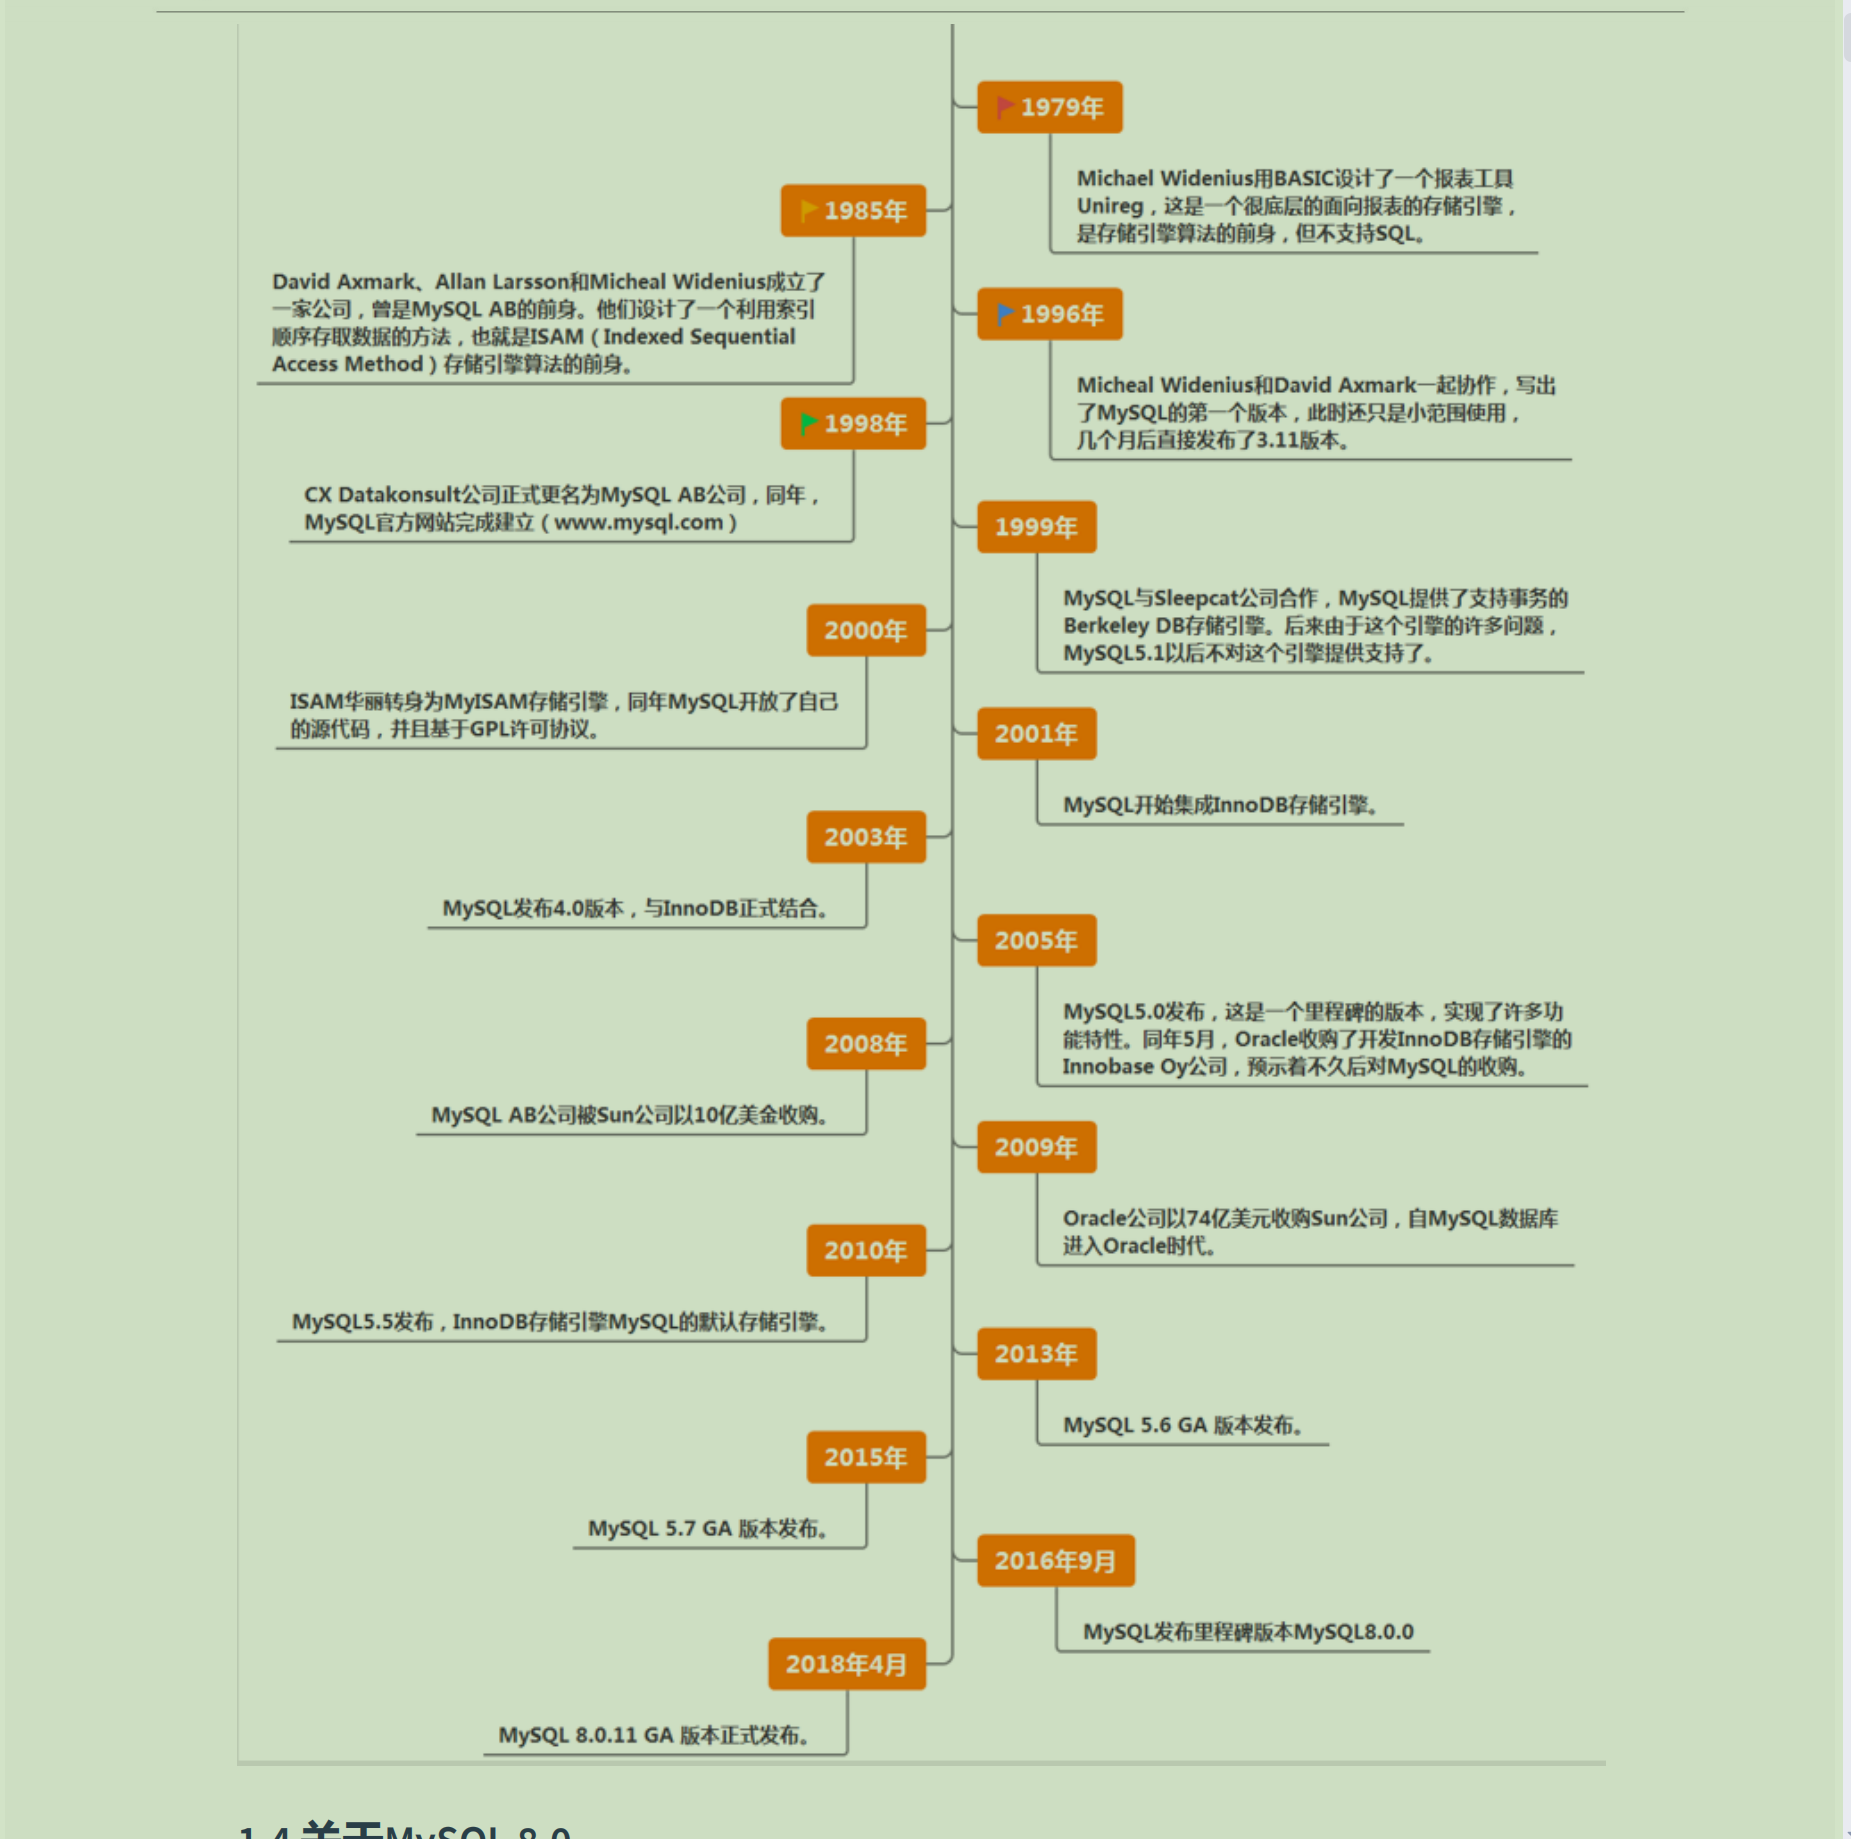 1979年
Michael Widenius用BASIC设计了一个报表工具
Unireg，这是一个很底层的面向报表的存储引擎，
是存储引擎算法的前身，但不支持SQL。
1985年
David Axmark、Allan Larsson和Micheal Widenius成立了
一家公司，曾是MySQL AB的前身。他们设计了一个利用索引
顺序存取数据的方法，也就是ISAM（Indexed Sequential
Access Method）存储引擎算法的前身。
1996年
Micheal Widenius和David Axmark一起协作，写出
了MySQL的第一个版本，此时还只是小范围使用，
几个月后直接发布了3.11版本。
1998年
CX Datakonsult公司正式更名为MySQL AB公司，同年，
MySQL官方网站完成建立（www.mysql.com）
1999年
MySQL与Sleepcat公司合作，MySQL提供了支持事务的
Berkeley DB存储引擎。后来由于这个引擎的许多问题，
MySQL5.1以后不对这个引擎提供支持了。
2000年
ISAM华丽转身为MyISAM存储引擎，同年MySQL开放了自己
的源代码，并且基于GPL许可协议。
2001年
MySQL开始集成InnoDB存储引擎。
2003年
MySQL发布4.0版本，与InnoDB正式结合。
2005年
MySQL5.0发布，这是一个里程碑的版本，实现了许多功
能特性。同年5月，Oracle收购了开发InnoDB存储引擎的
Innobase Oy公司，预示着不久后对MySQL的收购。
2008年
MySQL AB公司被Sun公司以10亿美金收购。
2009年
Oracle公司以74亿美元收购Sun公司，自MySQL数据库
进入Oracle时代。
2010年
MySQL5.5发布，InnoDB存储引擎MySQL的默认存储引擎。
2013年
MySQL 5.6 GA 版本发布。
2015年
MySQL 5.7 GA 版本发布。
2016年9月
MySQL发布里程碑版本MySQL8.0.0
2018年4月
MySQL 8.0.11 GA 版本正式发布。
1.4 关于MySQL 8.0